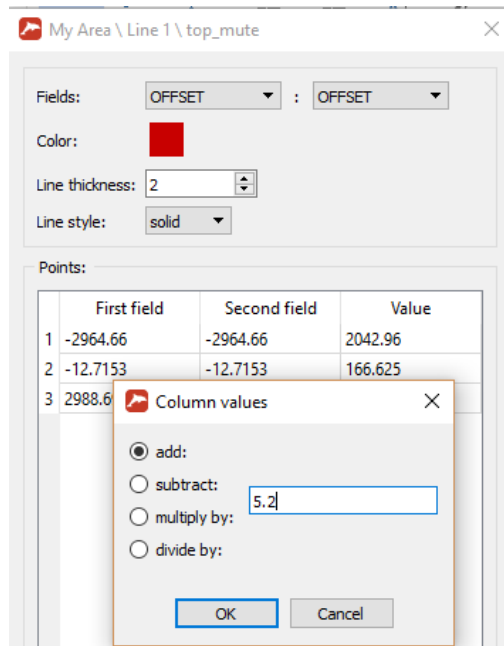 My Area \ Line 1 \ top_mute
Fields: OFFSET : OFFSET
Color:
Line thickness: 2
Line style: solid
Points:
First field Second field Value
1 -2964.66 -2964.66 2042.96
2 -12.7153 -12.7153 166.625
3 2988.6
Column values
add:
subtract:
5.2
multiply by:
divide by:
OK Cancel